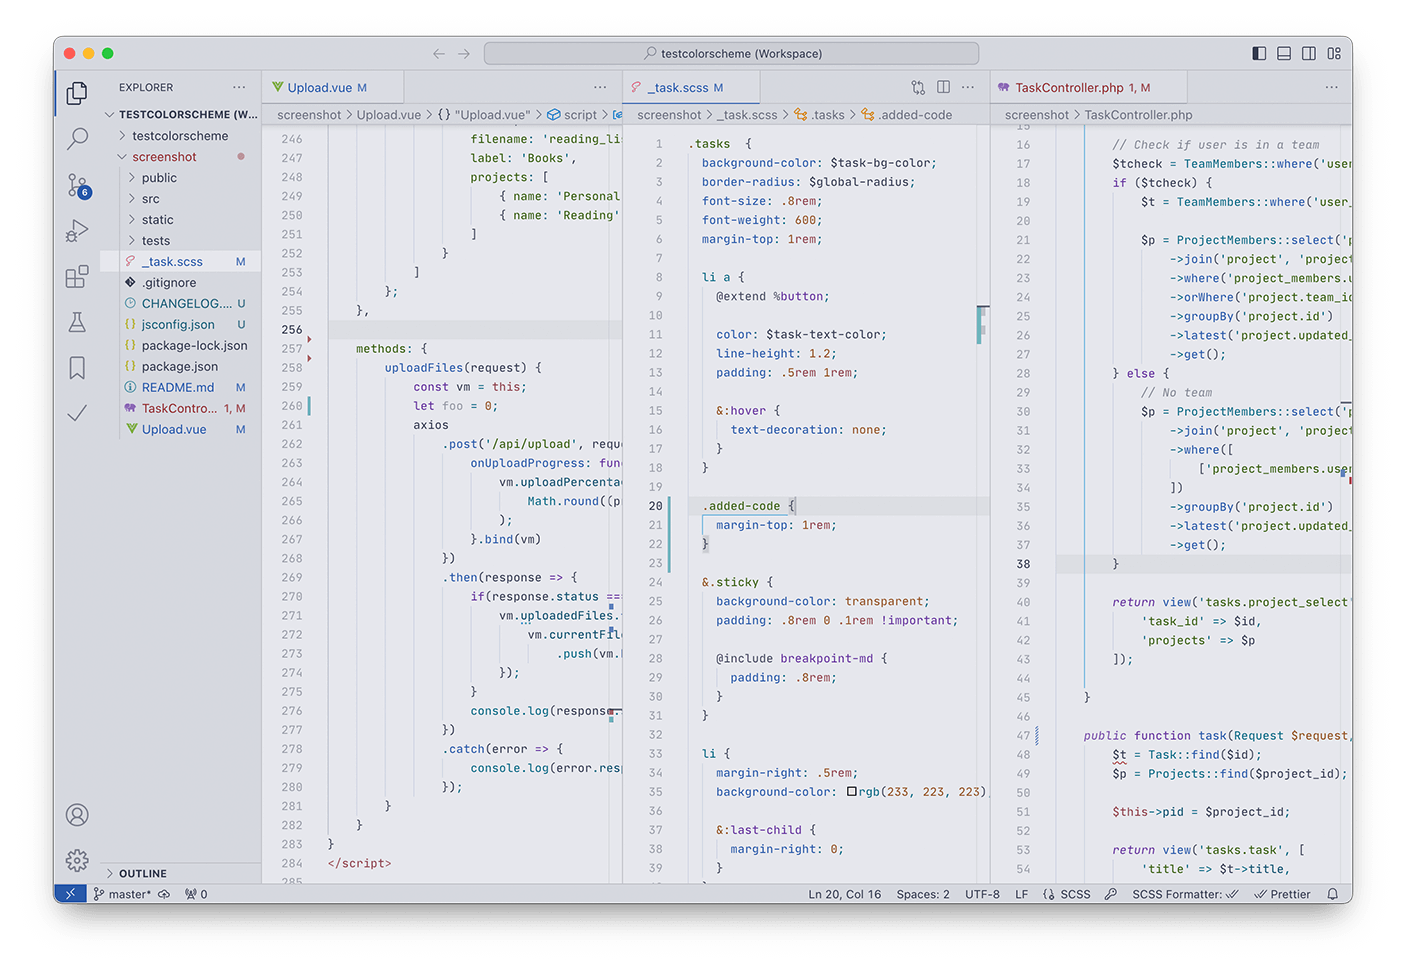 testcolorscheme (Workspace)
EXPLORER
TESTCOLORSCHEME (W...
testcolorscheme
screenshot
public
src
static
tests
_task.scss M
.gitignore
CHANGELOG.... U
jsconfig.json U
package-lock.json
package.json
README.md M
TaskContro... 1, M
Upload.vue M
OUTLINE
6
Upload.vue M
screenshot > Upload.vue > {} "Upload.vue" > script >
246 filename: 'reading_li
247 label: 'Books',
248 projects: [
249 { name: 'Personal
250 { name: 'Reading'
251 ]
252 }
253 ]
254 };
255 },
256
257 methods: {
258 uploadFiles(request) {
259 const vm = this;
260 let foo = 0;
261 axios
262 .post('/api/upload', requ
263 onUploadProgress: fun
264 vm.uploadPercenta
265 Math.round((p
266 );
267 }.bind(vm)
268 })
269 .then(response => {
270 if(response.status ===
271 vm.uploadedFiles.
272 vm.currentFil
273 .push(vm.
274 });
275 }
276 console.log(response.
277 })
278 .catch(error => {
279 console.log(error.resp
280 });
281 }
282 }
283 }
284 </script>
285
_task.scss M
screenshot > _task.scss > .tasks > .added-code
1 .tasks {
2 background-color: $task-bg-color;
3 border-radius: $global-radius;
4 font-size: .8rem;
5 font-weight: 600;
6 margin-top: 1rem;
7
8 li a {
9 @extend %button;
10
11 color: $task-text-color;
12 line-height: 1.2;
13 padding: .5rem 1rem;
14
15 &:hover {
16 text-decoration: none;
17 }
18 }
19
20 .added-code {
21 margin-top: 1rem;
22 }
23
24 &.sticky {
25 background-color: transparent;
26 padding: .8rem 0 .1rem !important;
27
28 @include breakpoint-md {
29 padding: .8rem;
30 }
31 }
32
33 li {
34 margin-right: .5rem;
35 background-color: rgb(233, 223, 223);
36
37 &:last-child {
38 margin-right: 0;
39 }
TaskController.php 1, M
screenshot > TaskController.php
15
16 // Check if user is in a team
17 $tcheck = TeamMembers::where('user
18 if ($tcheck) {
19 $t = TeamMembers::where('user_
20
21 $p = ProjectMembers::select('p
22 ->join('project', 'project
23 ->where('project_members.u
24 ->orWhere('project.team_id
25 ->groupBy('project.id')
26 ->latest('project.updated_
27 ->get();
28 } else {
29 // No team
30 $p = ProjectMembers::select('p
31 ->join('project', 'project
32 ->where([
33 ['project_members.user
34 ])
35 ->groupBy('project.id')
36 ->latest('project.updated_
37 ->get();
38 }
39
40 return view('tasks.project_select'
41 'task_id' => $id,
42 'projects' => $p
43 ]);
44
45 }
46
47 public function task(Request $request,
48 $t = Task::find($id);
49 $p = Projects::find($project_id);
50
51 $this->pid = $project_id;
52
53 return view('tasks.task', [
54 'title' => $t->title,
master* 0 Ln 20, Col 16 Spaces: 2 UTF-8 LF SCSS SCSS Formatter: Prettier